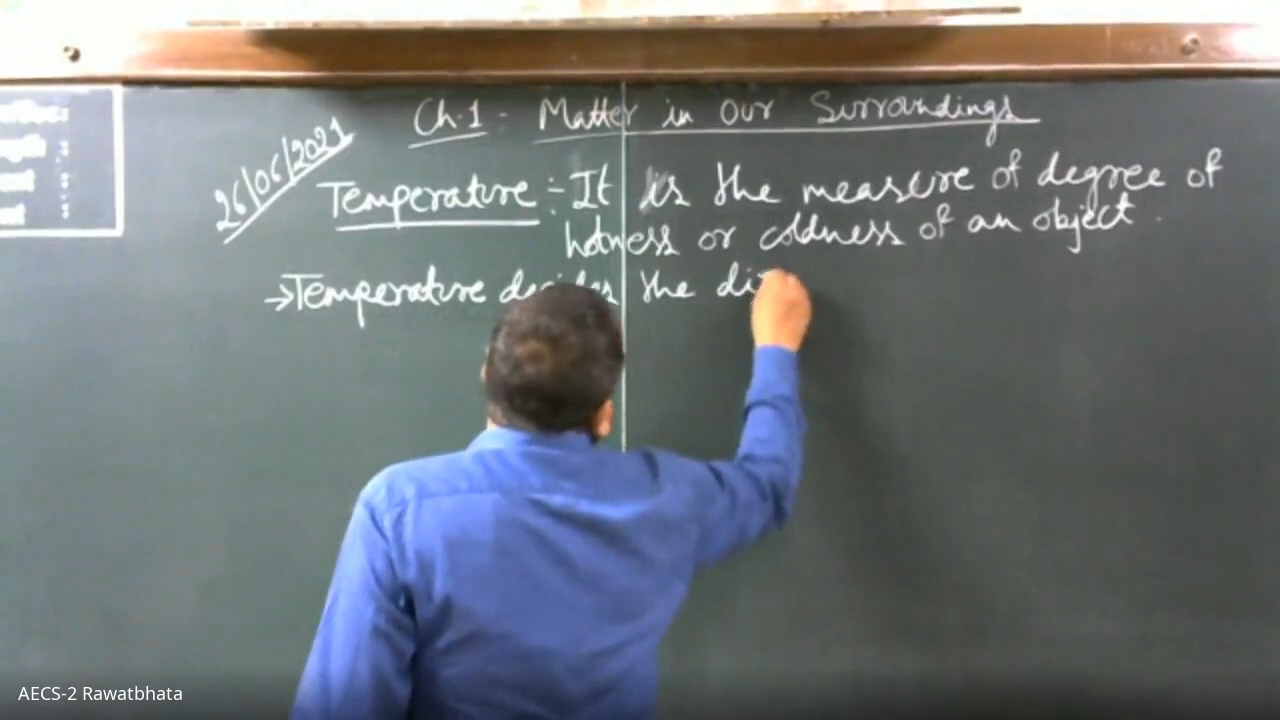 Ch.1 - Matter in Our Surroundings
26/06/2021
Temperature :- It is the measure of degree of
hotness or coldness of an object.
→Temperature decides the di
AECS-2 Rawatbhata